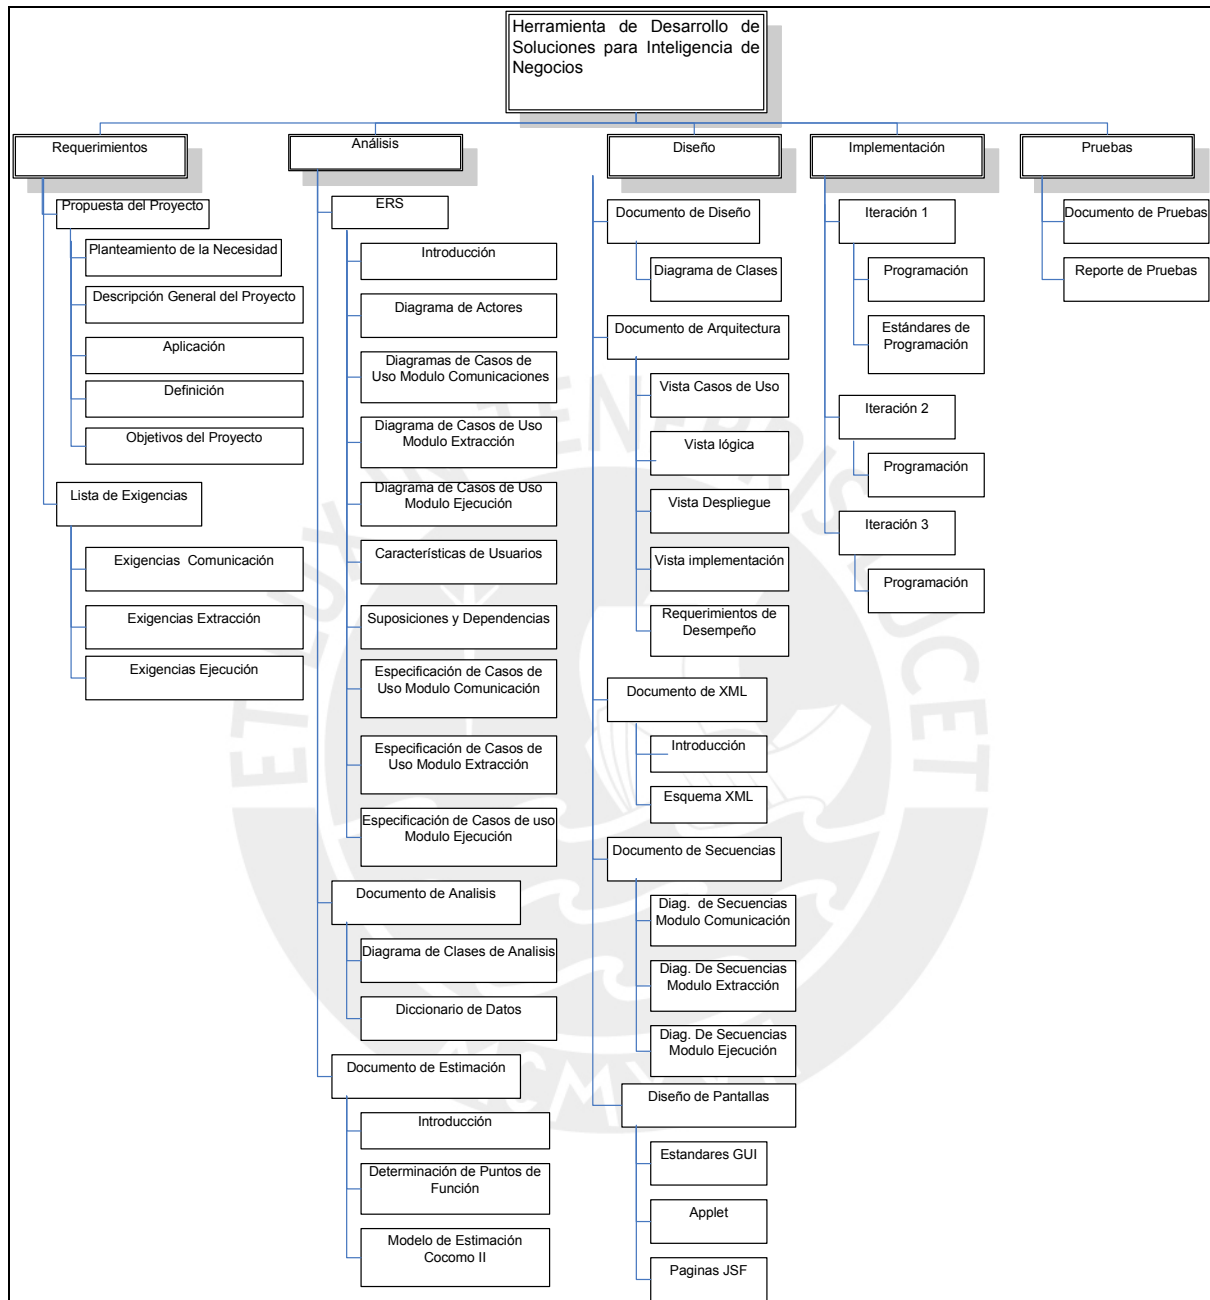 Herramienta de Desarrollo de
Soluciones para Inteligencia de
Negocios
Requerimientos
Propuesta del Proyecto
Planteamiento de la Necesidad
Descripción General del Proyecto
Aplicación
Definición
Objetivos del Proyecto
Lista de Exigencias
Exigencias Comunicación
Exigencias Extracción
Exigencias Ejecución
Análisis
ERS
Introducción
Diagrama de Actores
Diagramas de Casos de
Uso Modulo Comunicaciones
Diagrama de Casos de Uso
Modulo Extracción
Diagrama de Casos de Uso
Modulo Ejecución
Características de Usuarios
Suposiciones y Dependencias
Especificación de Casos de
Uso Modulo Comunicación
Especificación de Casos de
Uso Modulo Extracción
Especificación de Casos de uso
Modulo Ejecución
Documento de Analisis
Diagrama de Clases de Analisis
Diccionario de Datos
Documento de Estimación
Introducción
Determinación de Puntos de
Función
Modelo de Estimación
Cocomo II
Diseño
Documento de Diseño
Diagrama de Clases
Documento de Arquitectura
Vista Casos de Uso
Vista lógica
Vista Despliegue
Vista implementación
Requerimientos de
Desempeño
Documento de XML
Introducción
Esquema XML
Documento de Secuencias
Diag. de Secuencias
Modulo Comunicación
Diag. De Secuencias
Modulo Extracción
Diag. De Secuencias
Modulo Ejecución
Diseño de Pantallas
Estandares GUI
Applet
Paginas JSF
Implementación
Iteración 1
Programación
Estándares de
Programación
Iteración 2
Programación
Iteración 3
Programación
Pruebas
Documento de Pruebas
Reporte de Pruebas